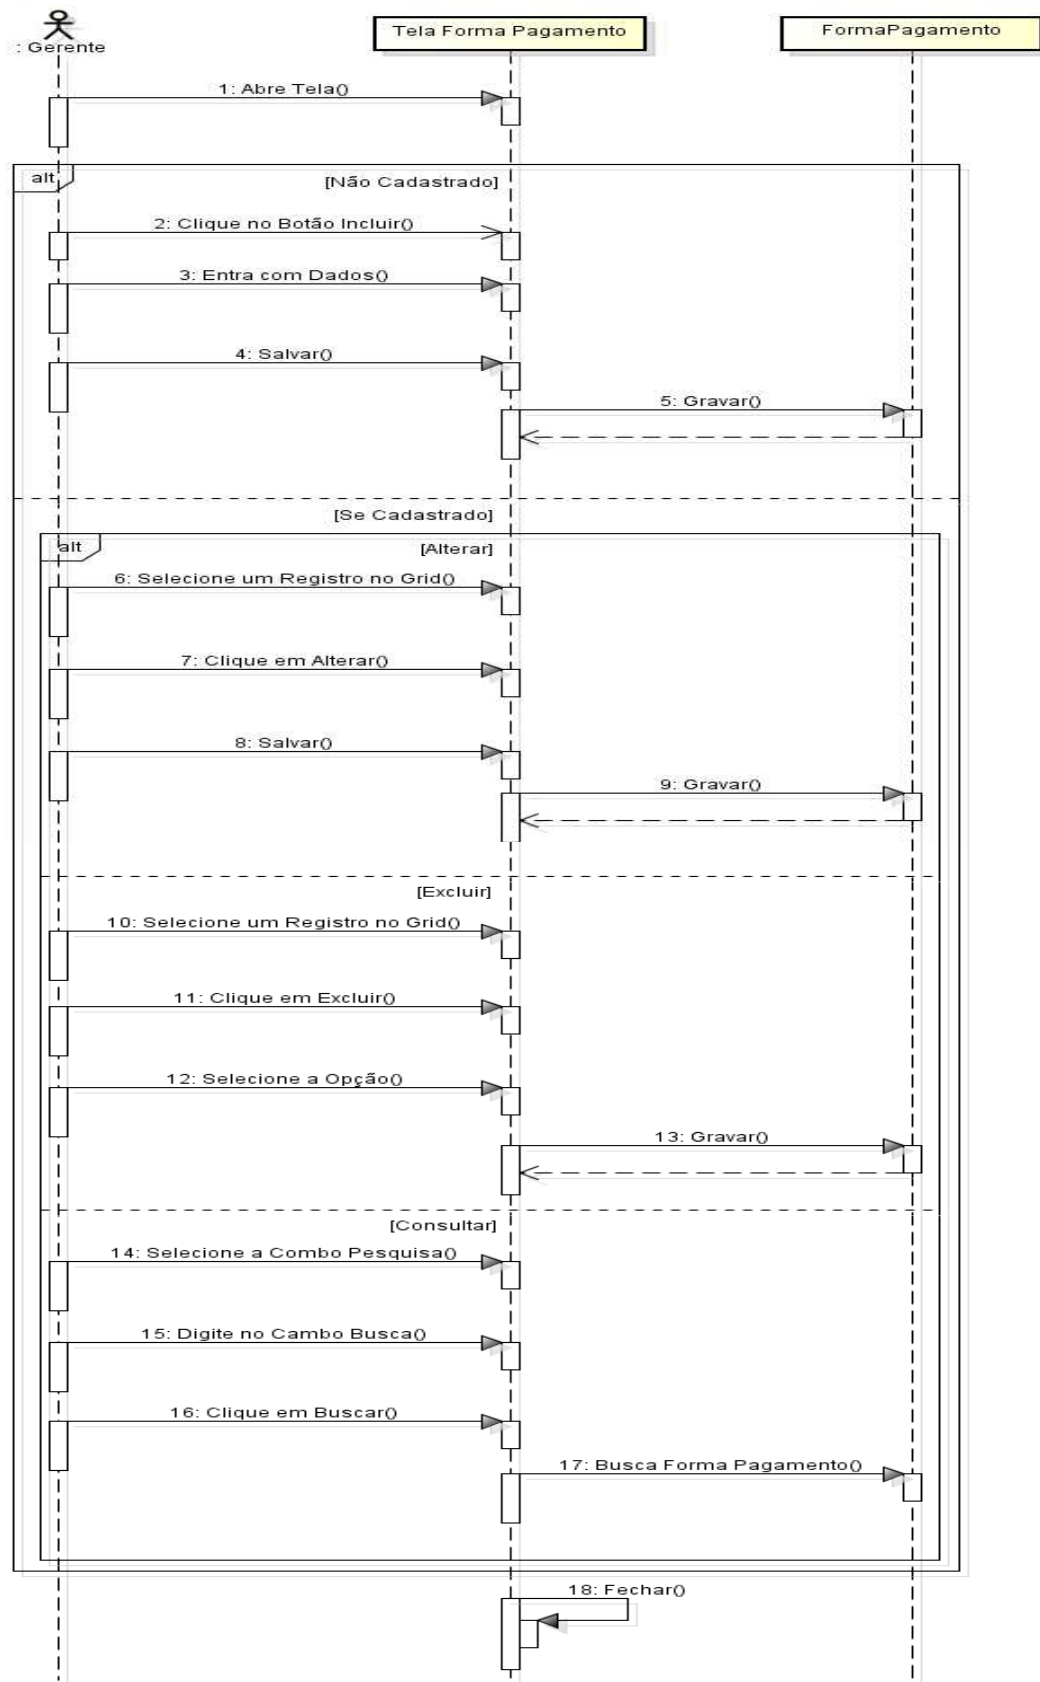 : Gerente
Tela Forma Pagamento
FormaPagamento
1: Abre Tela()
alt
[Não Cadastrado]
2: Clique no Botão Incluir()
3: Entra com Dados()
4: Salvar()
5: Gravar()
[Se Cadastrado]
alt
[Alterar]
6: Selecione um Registro no Grid()
7: Clique em Alterar()
8: Salvar()
9: Gravar()
[Excluir]
10: Selecione um Registro no Grid()
11: Clique em Excluir()
12: Selecione a Opção()
13: Gravar()
[Consultar]
14: Selecione a Combo Pesquisa()
15: Digite no Cambo Busca()
16: Clique em Buscar()
17: Busca Forma Pagamento()
18: Fechar()